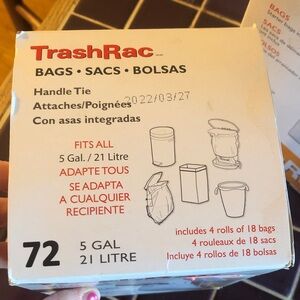 TrashRac
BAGS • SACS • BOLSAS
Handle Tie
Attaches/Poignées
2022/03/27
Con asas integradas
FITS ALL
5 Gal. / 21 Litre
ADAPTE TOUS
SE ADAPTA
A CUALQUIER
RECIPIENTE
72
5 GAL
21 LITRE
includes 4 rolls of 18 bags
4 rouleaux de 18 sacs
Incluye 4 rollos de 18 bolsas
BAGS
SACS